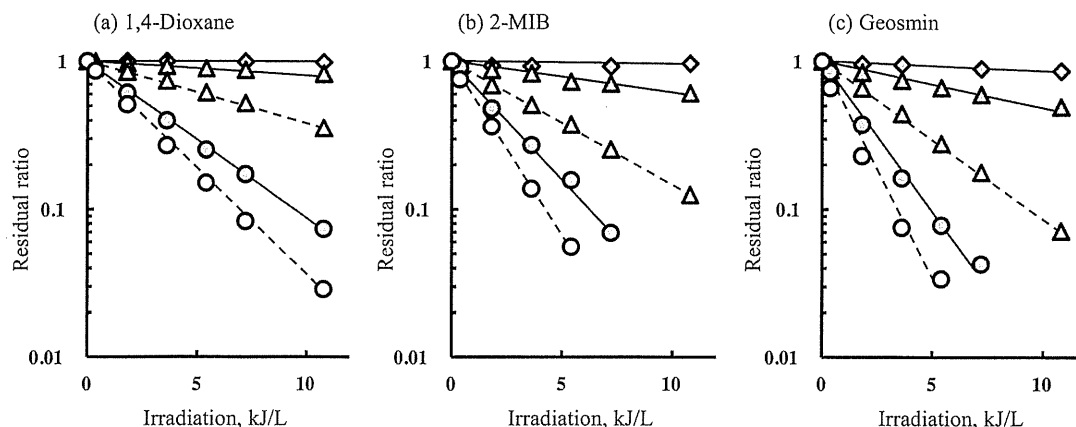 (a) 1,4-Dioxane
(b) 2-MIB
(c) Geosmin
Residual ratio
1
0.1
0.01
0
5
10
Irradiation, kJ/L
Residual ratio
1
0.1
0.01
0
5
10
Irradiation, kJ/L
Residual ratio
1
0.1
0.01
0
5
10
Irradiation, kJ/L